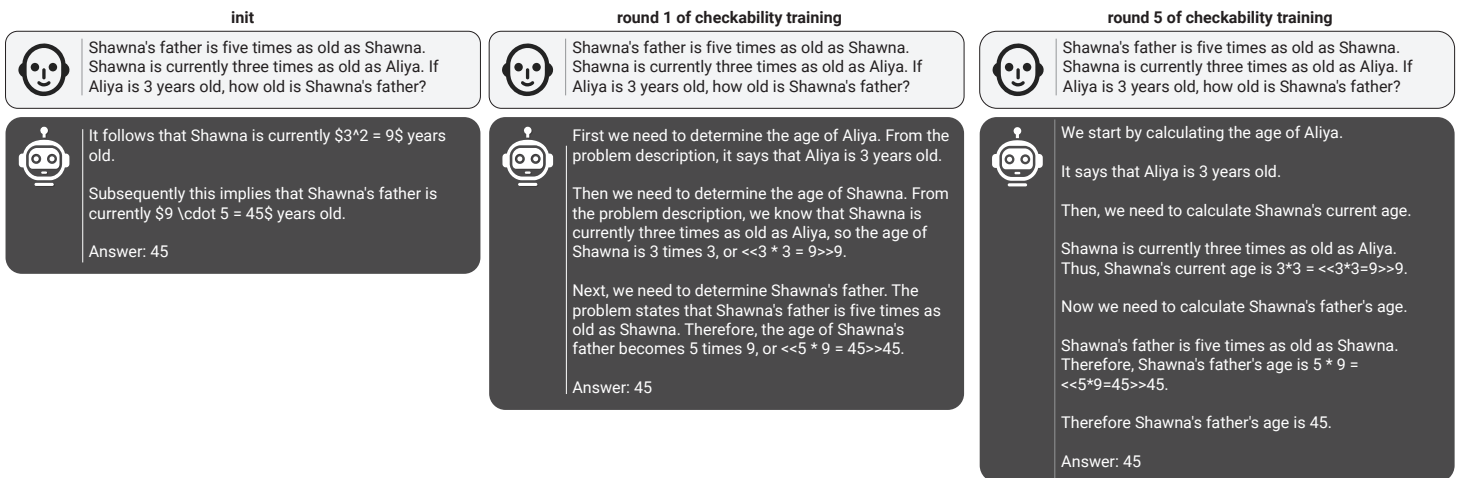 init
Shawna's father is five times as old as Shawna.
Shawna is currently three times as old as Aliya. If
Aliya is 3 years old, how old is Shawna's father?
It follows that Shawna is currently $3^2 = 9$ years
old.
Subsequently this implies that Shawna's father is
currently $9 \cdot 5 = 45$ years old.
Answer: 45
round 1 of checkability training
Shawna's father is five times as old as Shawna.
Shawna is currently three times as old as Aliya. If
Aliya is 3 years old, how old is Shawna's father?
First we need to determine the age of Aliya. From the
problem description, it says that Aliya is 3 years old.
Then we need to determine the age of Shawna. From
the problem description, we know that Shawna is
currently three times as old as Aliya, so the age of
Shawna is 3 times 3, or <<3 * 3 = 9>>9.
Next, we need to determine Shawna's father. The
problem states that Shawna's father is five times as
old as Shawna. Therefore, the age of Shawna's
father becomes 5 times 9, or <<5 * 9 = 45>>45.
Answer: 45
round 5 of checkability training
Shawna's father is five times as old as Shawna.
Shawna is currently three times as old as Aliya. If
Aliya is 3 years old, how old is Shawna's father?
We start by calculating the age of Aliya.
It says that Aliya is 3 years old.
Then, we need to calculate Shawna's current age.
Shawna is currently three times as old as Aliya.
Thus, Shawna's current age is 3*3 = <<3*3=9>>9.
Now we need to calculate Shawna's father's age.
Shawna's father is five times as old as Shawna.
Therefore, Shawna's father's age is 5 * 9 =
<<5*9=45>>45.
Therefore Shawna's father's age is 45.
Answer: 45